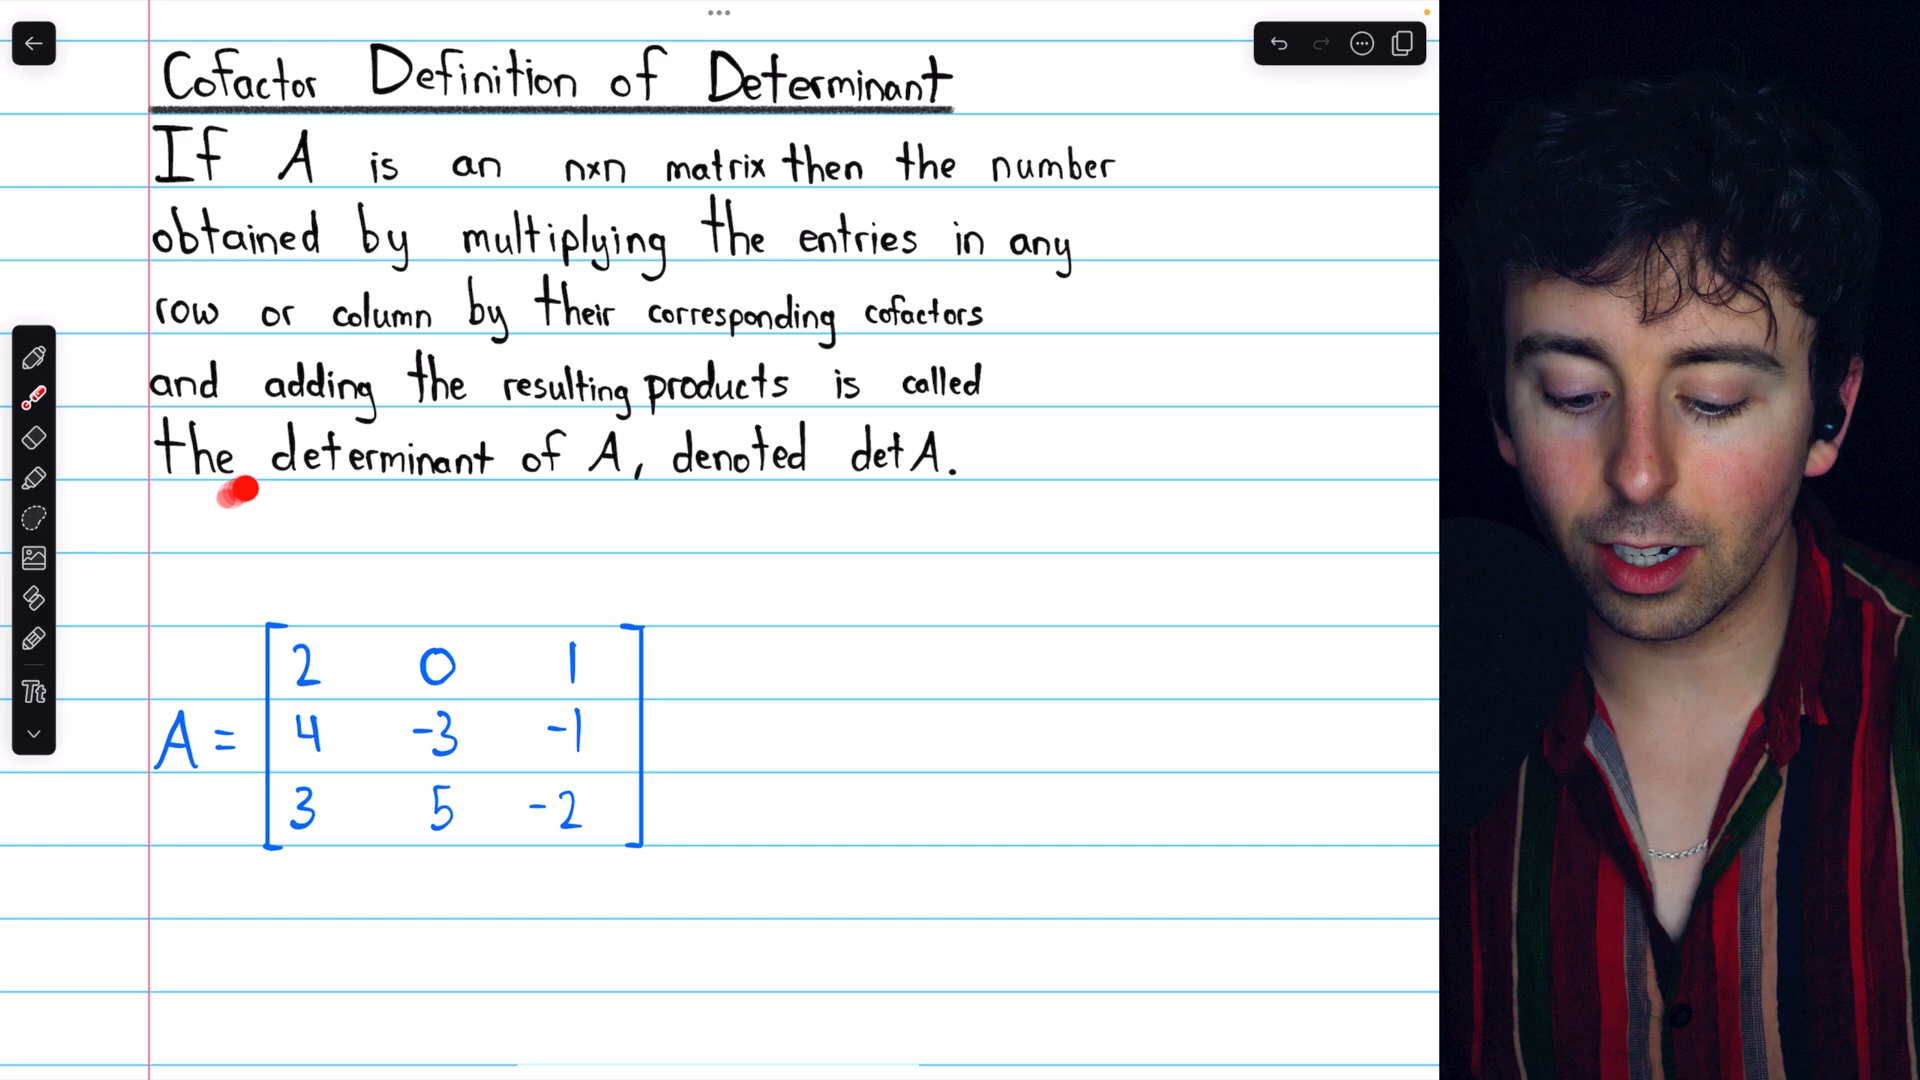 Cofactor Definition of Determinant
If A is an n×n matrix then the number
obtained by multiplying the entries in any
row or column by their corresponding cofactors
and adding the resulting products is called
the determinant of A, denoted det A.
A = [ 2 0 1
4 -3 -1
3 5 -2 ]
Tt